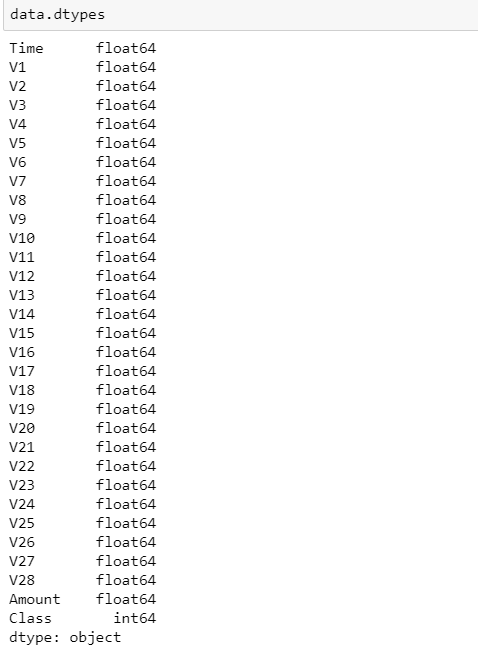 data.dtypes
Time float64
V1 float64
V2 float64
V3 float64
V4 float64
V5 float64
V6 float64
V7 float64
V8 float64
V9 float64
V10 float64
V11 float64
V12 float64
V13 float64
V14 float64
V15 float64
V16 float64
V17 float64
V18 float64
V19 float64
V20 float64
V21 float64
V22 float64
V23 float64
V24 float64
V25 float64
V26 float64
V27 float64
V28 float64
Amount float64
Class int64
dtype: object